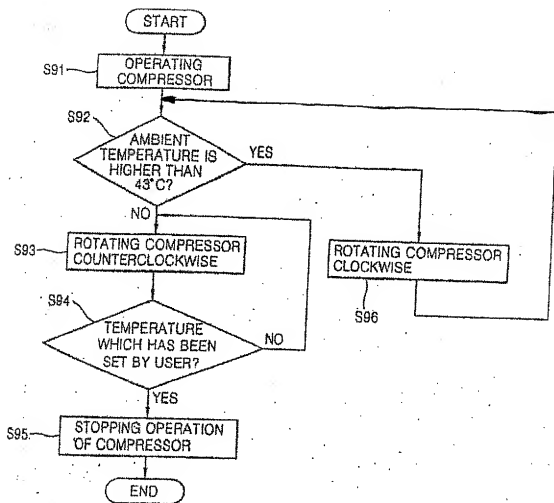 START
S91
OPERATING
COMPRESSOR
S92
AMBIENT
TEMPERATURE IS
HIGHER THAN
43°C?
YES
NO
S93
ROTATING COMPRESSOR
COUNTERCLOCKWISE
ROTATING COMPRESSOR
CLOCKWISE
S96
S94
TEMPERATURE
WHICH HAS BEEN
SET BY USER?
NO
YES
S95
STOPPING OPERATION
OF COMPRESSOR
END